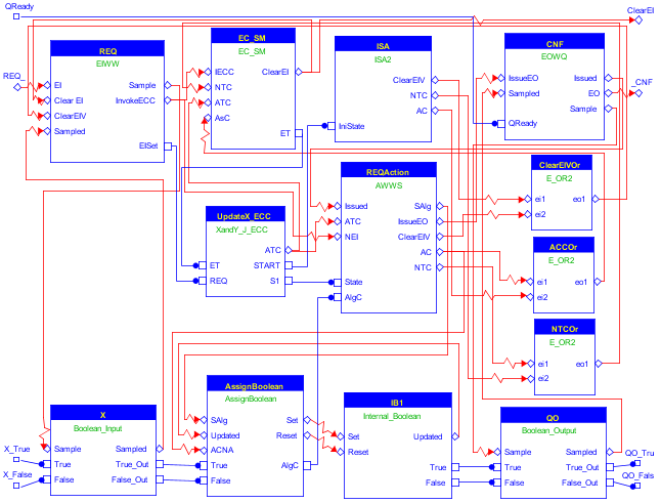 QReady
ClearEI
REQ_
_CNF
REQ
EIWW
EI
Clear EI
ClearEIV
Sampled
Sample
InvokeECC
EISet
EC_SM
EC_SM
IECC
NTC
ATC
AsC
ClearEI
ET
ISA
ISA2
IniState
ClearEIV
NTC
AC
CNF
EOWQ
IssueEO
Sampled
QReady
Issued
EO
Sample
REQAction
AWWS
Issued
ATC
NEI
State
AlgC
SAlg
IssueEO
ClearEIV
AC
NTC
UpdateX_ECC
XandY_J_ECC
ET
REQ
ATC
START
S1
ClearEIVOr
E_OR2
ei1
ei2
eo1
ACCOr
E_OR2
ei1
ei2
eo1
NTCOr
E_OR2
ei1
ei2
eo1
X_True
X_False
X
Boolean_Input
Sample
True
False
Sampled
True_Out
False_Out
AssignBoolean
AssignBoolean
SAlg
Updated
ACNA
True
False
Set
Reset
AlgC
IB1
Internal_Boolean
Set
Reset
Updated
True
False
QO
Boolean_Output
Sample
True
False
Sampled
True_Out
False_Out
QO_Tru
QO_Fals